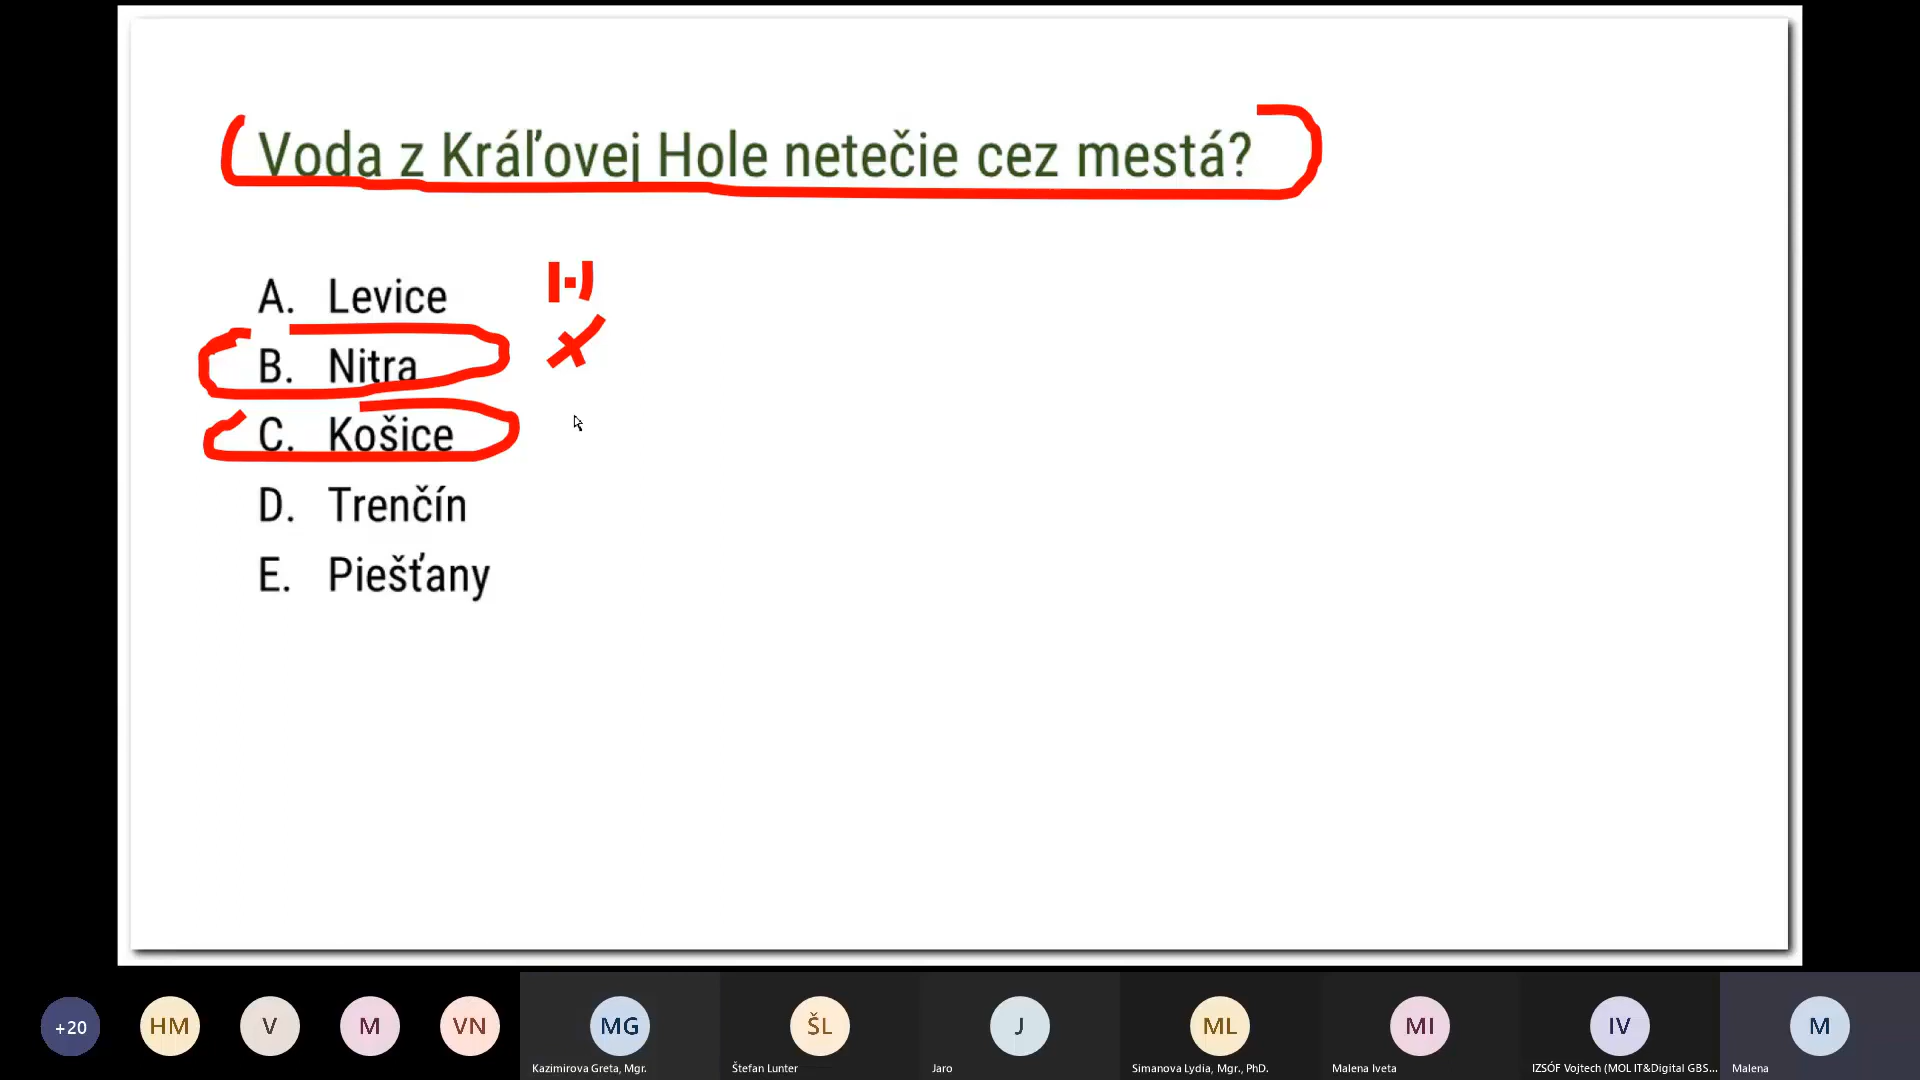 Voda z Kráľovej Hole netečie cez mestá?
A. Levice
B. Nitra
C. Košice
D. Trenčín
E. Piešťany
+20
HM
V
M
VN
MG
ŠL
J
ML
MI
IV
M
Kazimirova Greta, Mgr.
Štefan Lunter
Jaro
Simanova Lydia, Mgr., PhD.
Malena Iveta
IZSÓF Vojtech (MOL IT&Digital GBS...
Malena